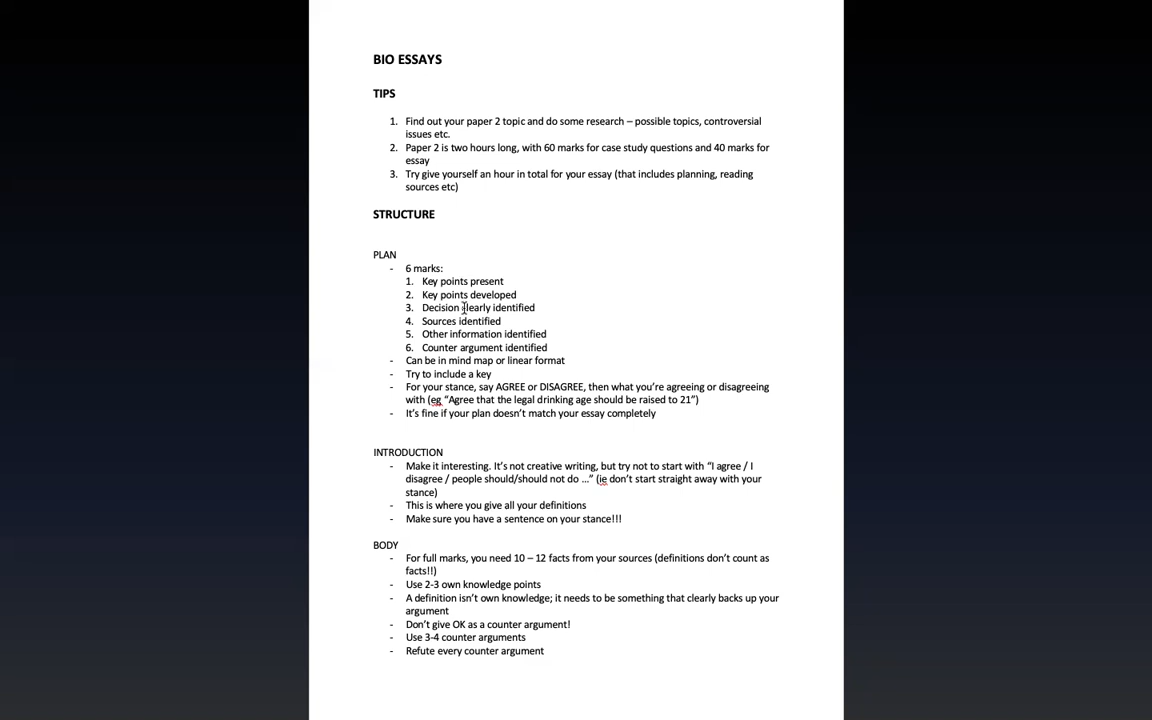 BIO ESSAYS
TIPS
1. Find out your paper 2 topic and do some research – possible topics, controversial
issues etc.
2. Paper 2 is two hours long, with 60 marks for case study questions and 40 marks for
essay
3. Try give yourself an hour in total for your essay (that includes planning, reading
sources etc)
STRUCTURE
PLAN
- 6 marks:
1. Key points present
2. Key points developed
3. Decision clearly identified
4. Sources identified
5. Other information identified
6. Counter argument identified
- Can be in mind map or linear format
- Try to include a key
- For your stance, say AGREE or DISAGREE, then what you’re agreeing or disagreeing
with (eg “Agree that the legal drinking age should be raised to 21”)
- It’s fine if your plan doesn’t match your essay completely
INTRODUCTION
- Make it interesting. It’s not creative writing, but try not to start with “I agree / I
disagree / people should/should not do …” (ie don’t start straight away with your
stance)
- This is where you give all your definitions
- Make sure you have a sentence on your stance!!!
BODY
- For full marks, you need 10 – 12 facts from your sources (definitions don’t count as
facts!!)
- Use 2-3 own knowledge points
- A definition isn’t own knowledge; it needs to be something that clearly backs up your
argument
- Don’t give OK as a counter argument!
- Use 3-4 counter arguments
- Refute every counter argument